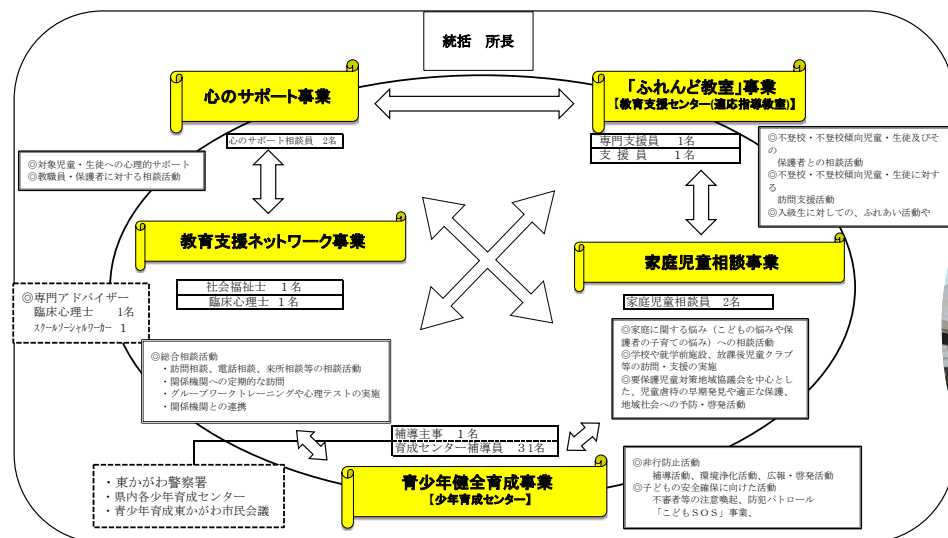 統括　所長
心のサポート事業
「ふれんど教室」事業
【教育支援センター(適応指導教室)】
心のサポート相談員　2名
専門支援員　　1名
支 援 員　　1名
◎対象児童・生徒への心理的サポート
◎教職員・保護者に対する相談活動
◎不登校・不登校傾向児童・生徒及びそ
の
保護者との相談活動
◎不登校・不登校傾向児童・生徒に対す
る
訪問支援活動
◎入級生に対しての、ふれあい活動や
教育支援ネットワーク事業
家庭児童相談事業
社会福祉士　１名
臨床心理士　１名
家庭児童相談員　2名
◎専門アドバイザー
臨床心理士　　1名
スクールソーシャルワーカー　1
◎総合相談活動
・訪問相談、電話相談、来所相談等の相談活動
・関係機関への定期的な訪問
・グループワークトレーニングや心理テストの実施
・関係機関との連携
◎家庭に関する悩み（こどもの悩みや保
護者の子育ての悩み）への相談活動
◎学校や就学前施設、放課後児童クラブ
等の訪問・支援の実施
◎要保護児童対策地域協議会を中心とし
た、児童虐待の早期発見や適正な保護、
地域社会への予防・啓発活動
補導主事　１名
育成センター補導員　３1名
青少年健全育成事業
【少年育成センター】
・東かがわ警察署
・県内各少年育成センター
・青少年育成東かがわ市民会議
◎非行防止活動
補導活動、環境浄化活動、広報・啓発活動
◎子どもの安全確保に向けた活動
不審者等の注意喚起、防犯パトロール
「こどもＳＯＳ」事業、